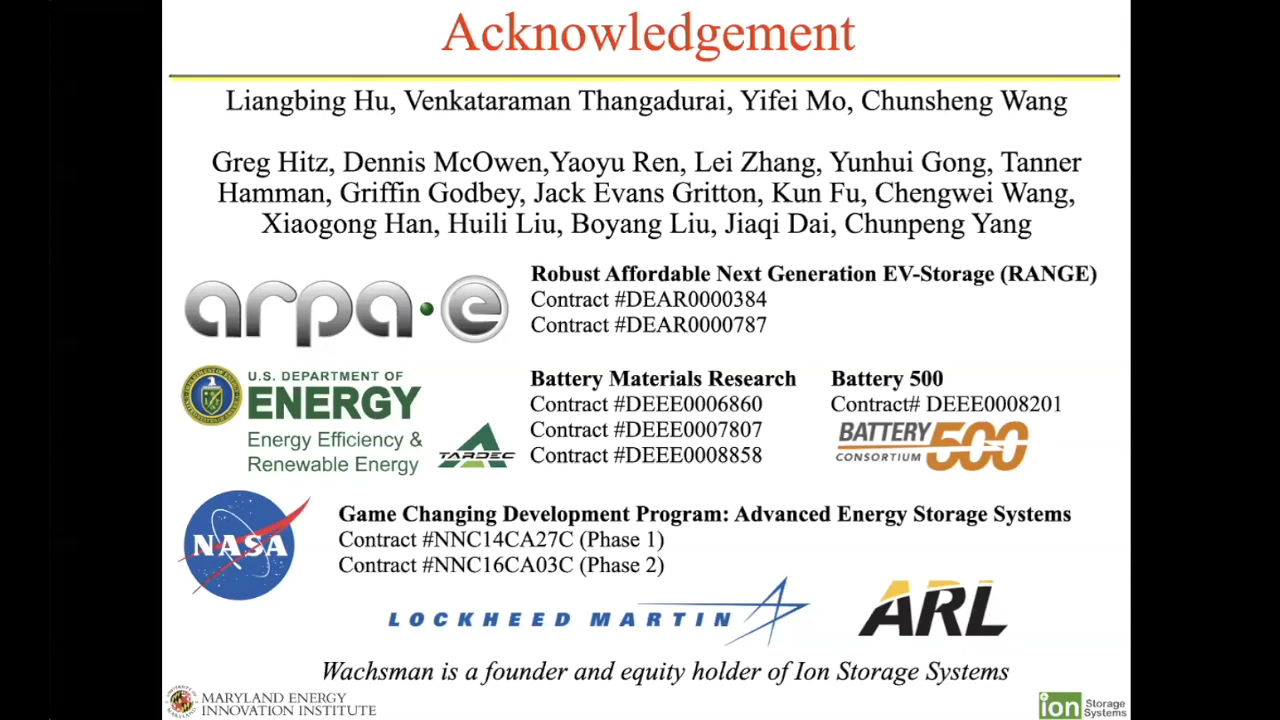 Acknowledgement
Liangbing Hu, Venkataraman Thangadurai, Yifei Mo, Chunsheng Wang
Greg Hitz, Dennis McOwen,Yaoyu Ren, Lei Zhang, Yunhui Gong, Tanner
Hamman, Griffin Godbey, Jack Evans Gritton, Kun Fu, Chengwei Wang,
Xiaogong Han, Huili Liu, Boyang Liu, Jiaqi Dai, Chunpeng Yang
arpa·e
Robust Affordable Next Generation EV-Storage (RANGE)
Contract #DEAR0000384
Contract #DEAR0000787
U.S. DEPARTMENT OF
ENERGY
Energy Efficiency &
Renewable Energy
TARDEC
Battery Materials Research
Contract #DEEE0006860
Contract #DEEE0007807
Contract #DEEE0008858
Battery 500
Contract# DEEE0008201
BATTERY
CONSORTIUM
500
NASA
Game Changing Development Program: Advanced Energy Storage Systems
Contract #NNC14CA27C (Phase 1)
Contract #NNC16CA03C (Phase 2)
LOCKHEED MARTIN
ARL
Wachsman is a founder and equity holder of Ion Storage Systems
MARYLAND ENERGY
INNOVATION INSTITUTE
ion Storage
Systems